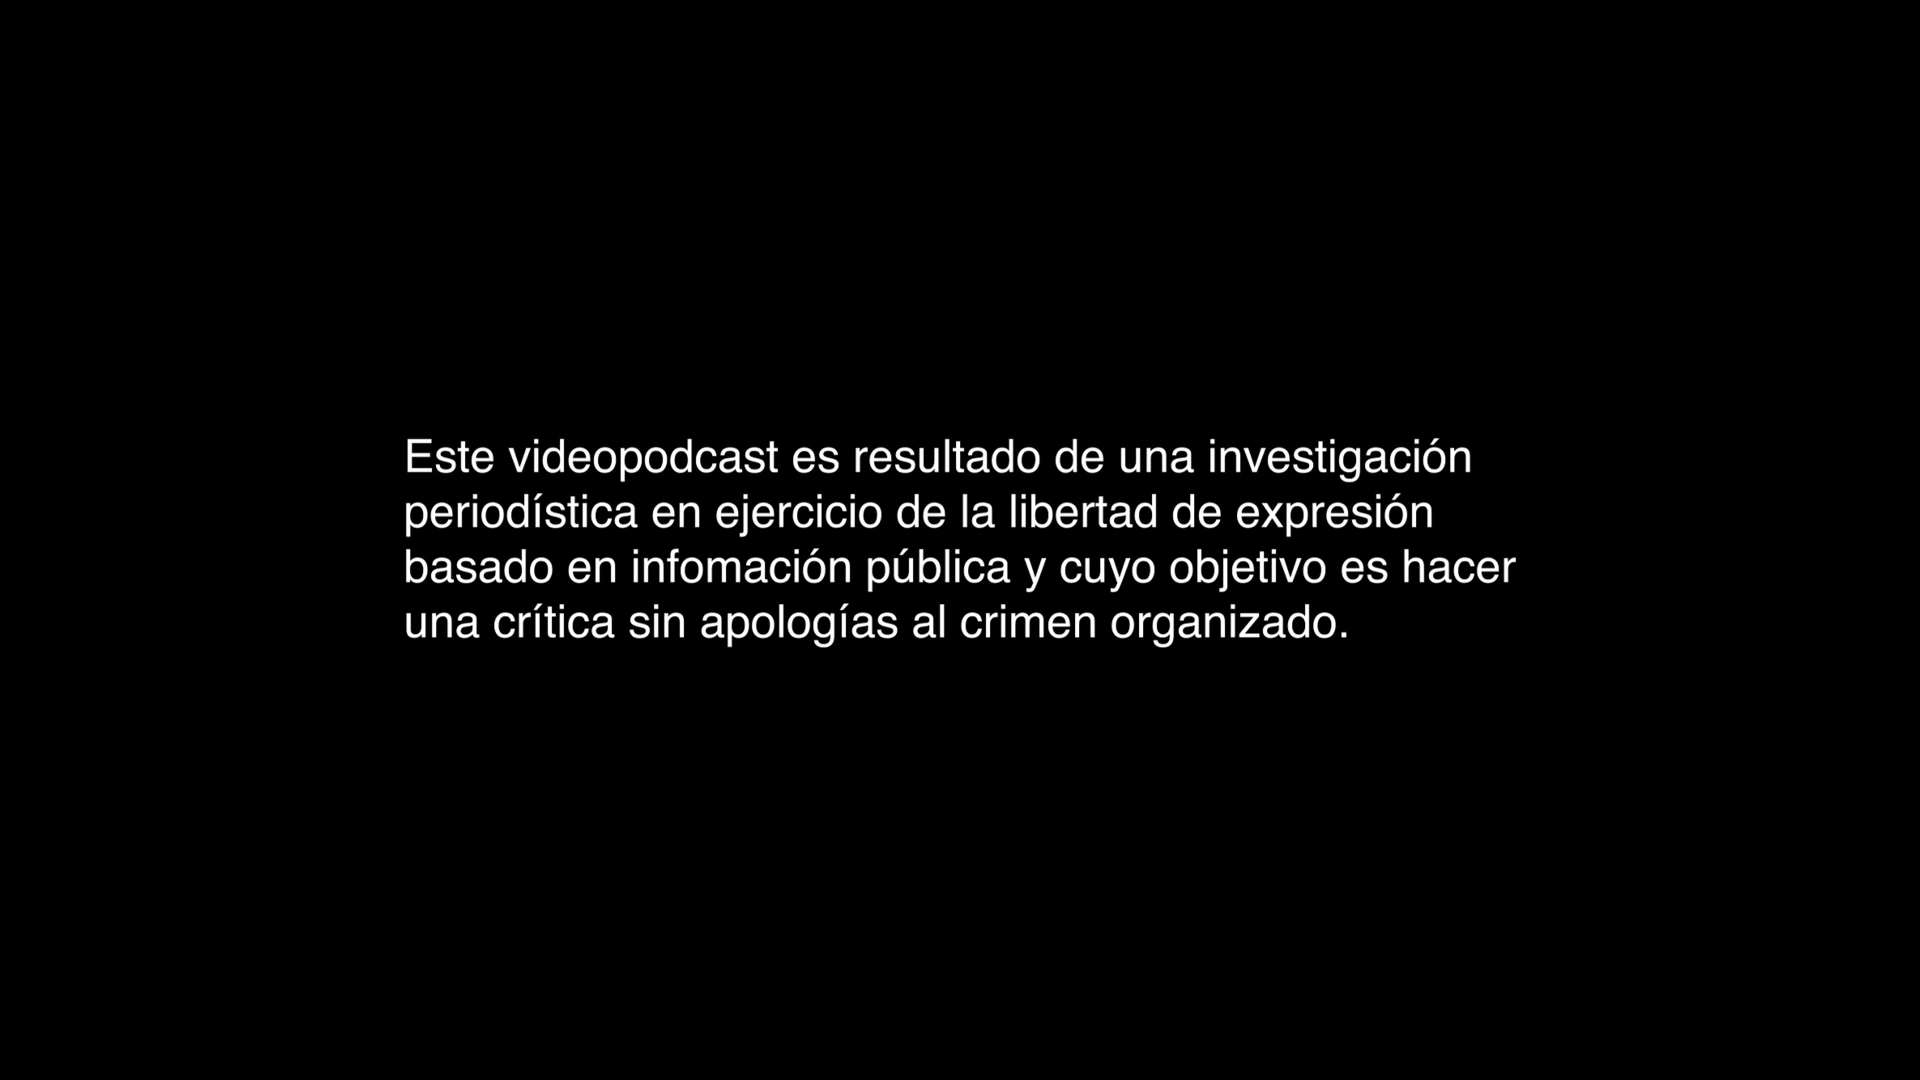 Este videopodcast es resultado de una investigación
periodística en ejercicio de la libertad de expresión
basado en infomación pública y cuyo objetivo es hacer
una crítica sin apologías al crimen organizado.